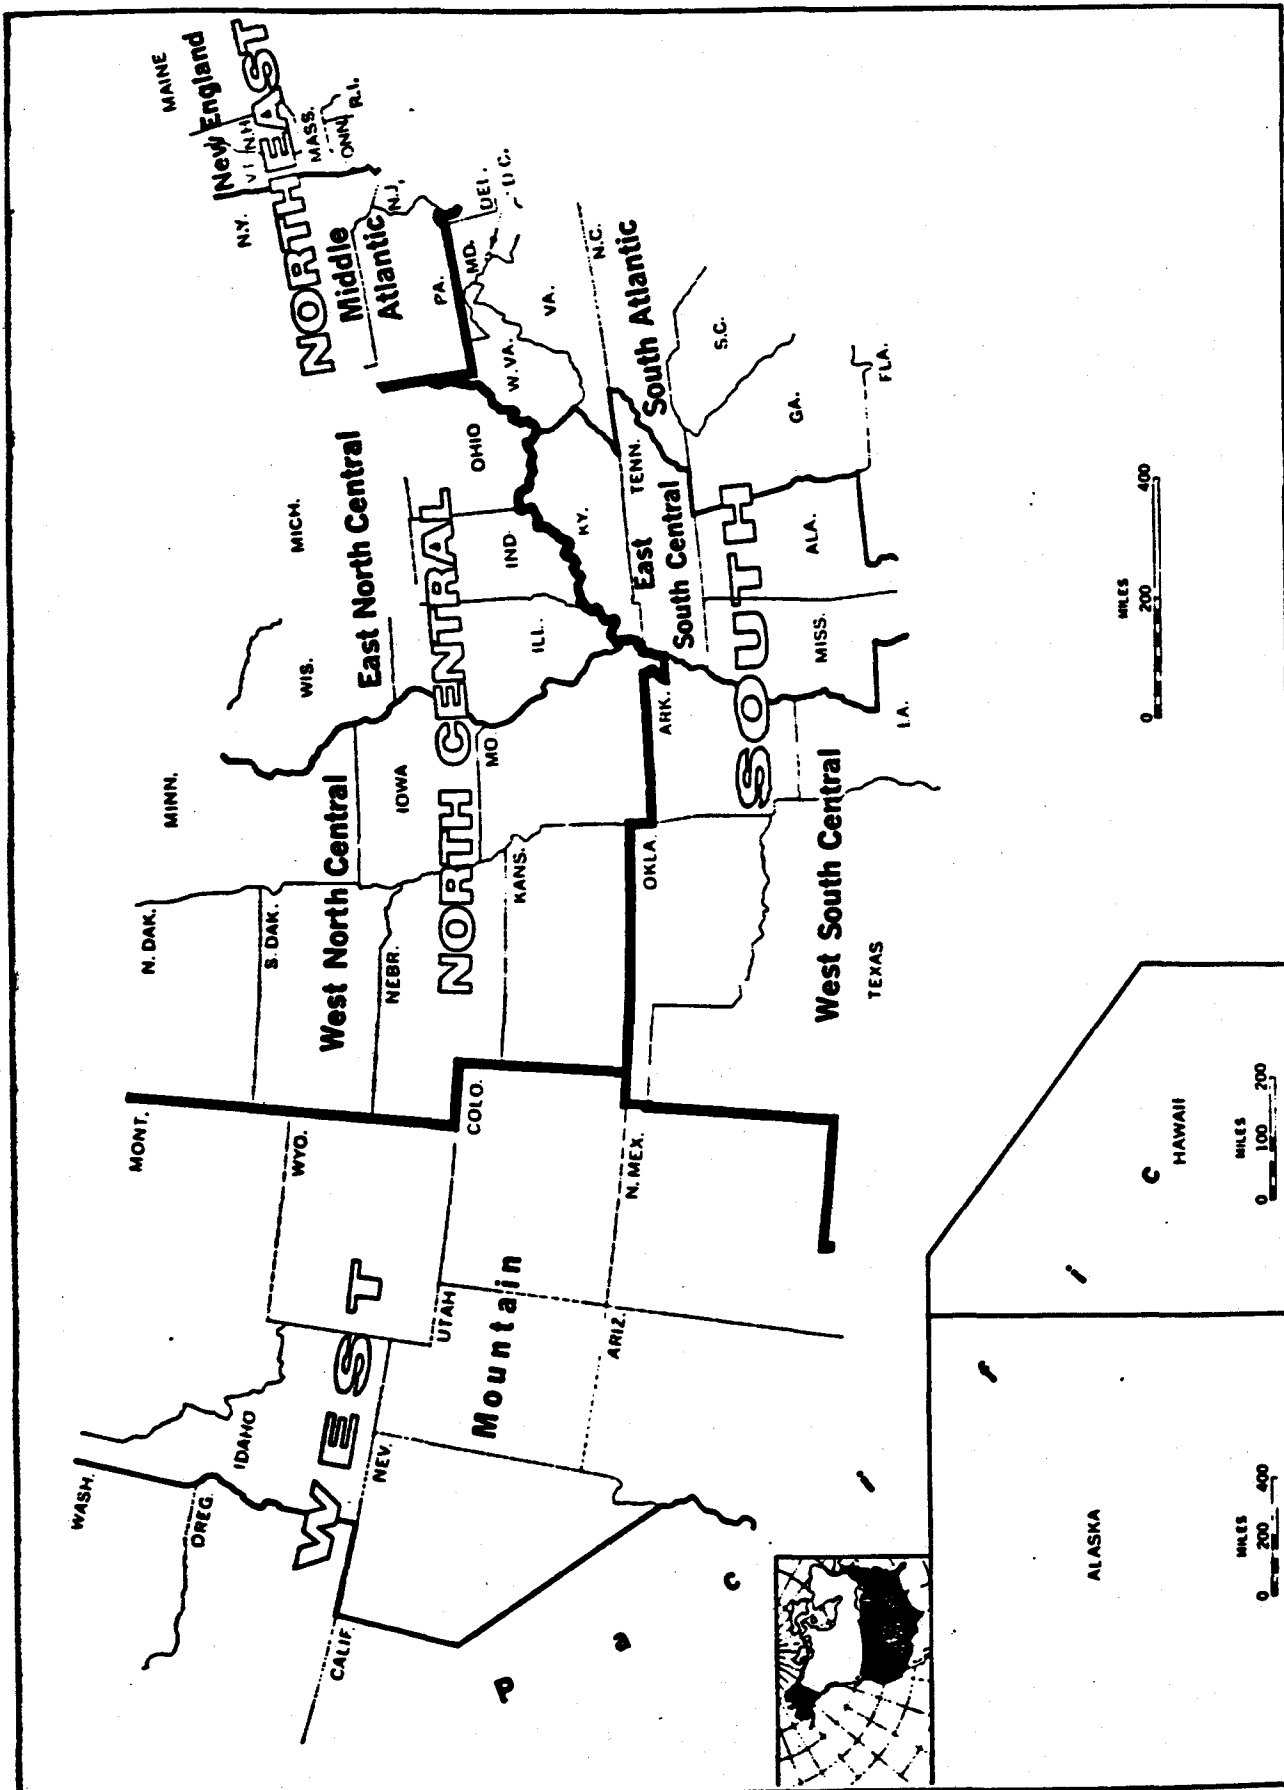 WASH.
MONT.
N. DAK.
MINN.
MAINE
OREG.
IDAHO
WYO.
S. DAK.
WIS.
MICH.
N.Y.
N.H.
New England
MASS.
R.I.
NORTHEAST
Middle
Atlantic
N.J.
PA.
CALIF.
NEV.
WEST
UTAH
COLO.
NEBR.
West North Central
IOWA
East North Central
NORTH CENTRAL
ILL.
IND
OHIO
W. VA.
MD.
DEL.
D.C.
VA.
Mountain
ARIZ.
N. MEX.
KANS.
MO.
KY.
OKLA.
ARK.
TENN.
N.C.
East
South Central
South Atlantic
S.C.
SOUTH
West South Central
TEXAS
LA.
MISS.
ALA.
GA.
FLA.
Pacific
ALASKA
MILES
0 200 400
HAWAII
MILES
0 100 200
MILES
0 200 400